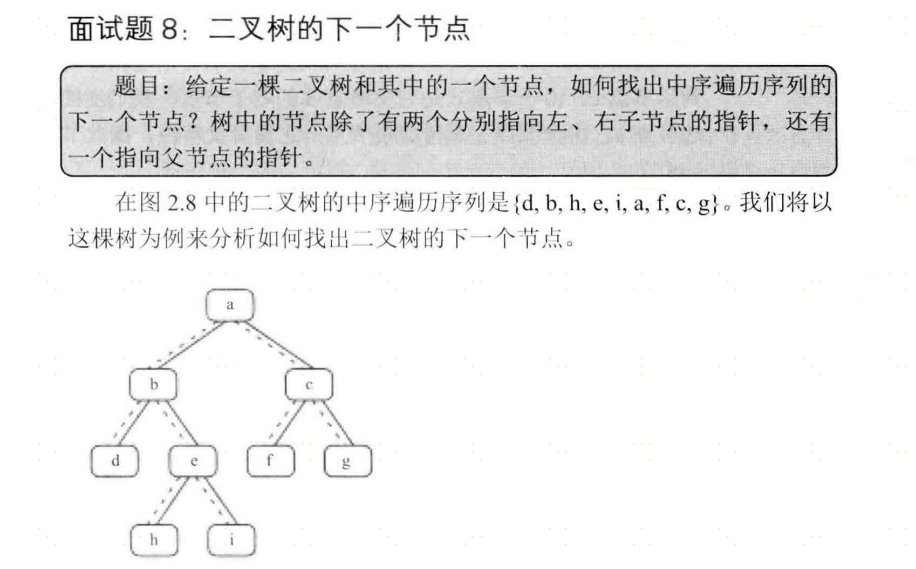 面试题 8：二叉树的下一个节点
题目：给定一棵二叉树和其中的一个节点，如何找出中序遍历序列的
下一个节点？树中的节点除了有两个分别指向左、右子节点的指针，还有
一个指向父节点的指针。
在图 2.8 中的二叉树的中序遍历序列是{d, b, h, e, i, a, f, c, g}。我们将以
这棵树为例来分析如何找出二叉树的下一个节点。
a
b c
d e f g
h i